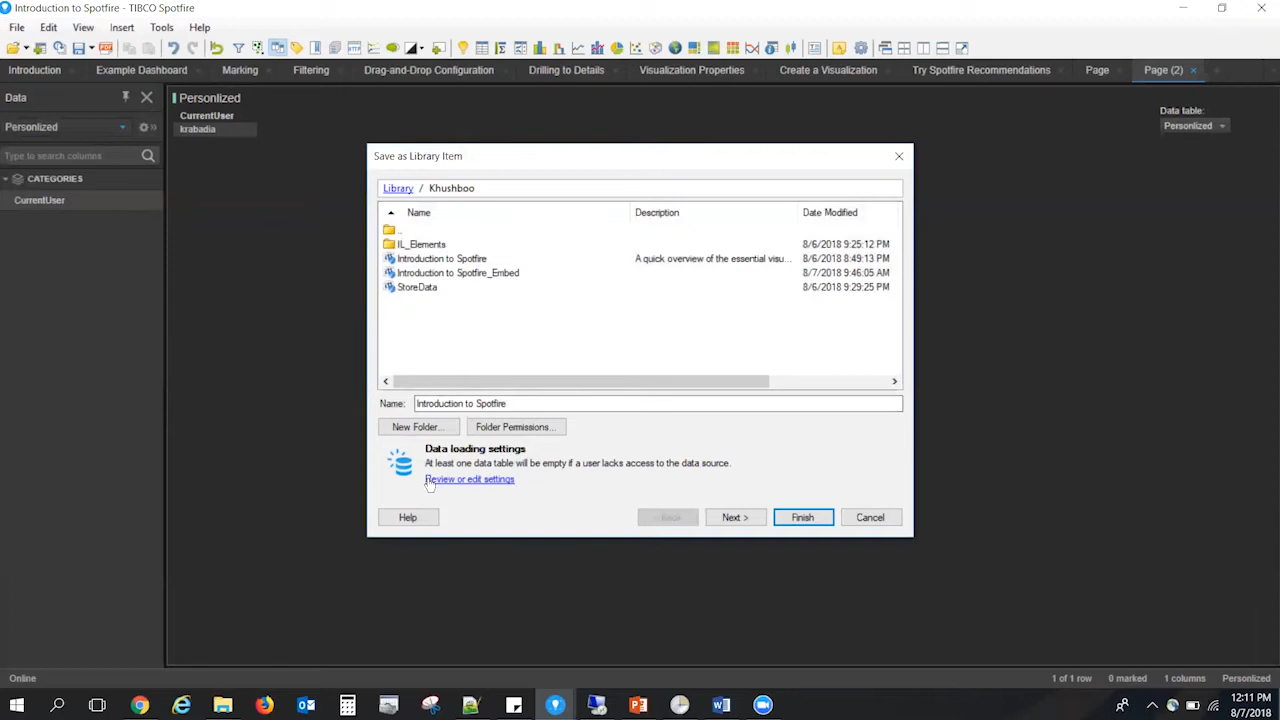 Introduction to Spotfire - TIBCO Spotfire
File Edit View Insert Tools Help
Introduction Example Dashboard Marking Filtering Drag-and-Drop Configuration Drilling to Details Visualization Properties Create a Visualization Try Spotfire Recommendations Page Page (2)
Data
Personlized
Type to search columns
CATEGORIES
CurrentUser
Personlized
CurrentUser
krabadia
Data table:
Personlized
Save as Library Item
Library / Khushboo
Name Description Date Modified
..
IL_Elements 8/6/2018 9:25:12 PM
Introduction to Spotfire A quick overview of the essential visu... 8/6/2018 8:49:13 PM
Introduction to Spotfire_Embed 8/7/2018 9:46:05 AM
StoreData 8/6/2018 9:29:25 PM
Name: Introduction to Spotfire
New Folder... Folder Permissions...
Data loading settings
At least one data table will be empty if a user lacks access to the data source.
Review or edit settings
Help < Back Next > Finish Cancel
Online 1 of 1 row 0 marked 1 columns Personlized
12:11 PM
8/7/2018